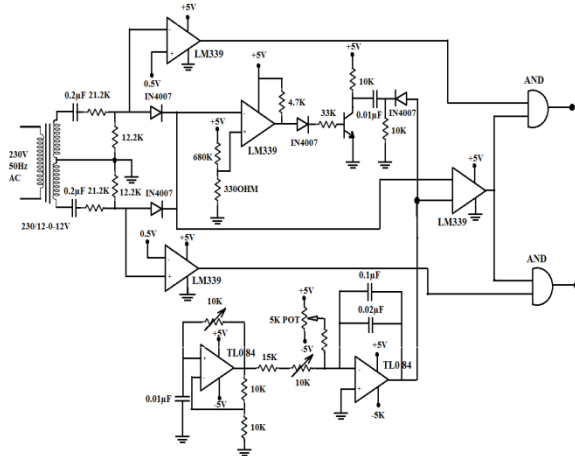 +5V
0.5V
LM339
AND
0.2µF 21.2K
IN4007
+5V
10K
IN4007
0.01µF
10K
+5V
4.7K
33K
IN4007
LM339
+5V
680K
330OHM
12.2K
12.2K
230V
50Hz
AC
0.2µF 21.2K
IN4007
230/12-0-12V
+5V
LM339
0.5V
+5V
LM339
AND
0.1µF
0.02µF
+5V
5K POT
-5V
10K
+5V
TL084
-5V
0.01µF
15K
10K
10K
10K
+5V
TL084
-5K